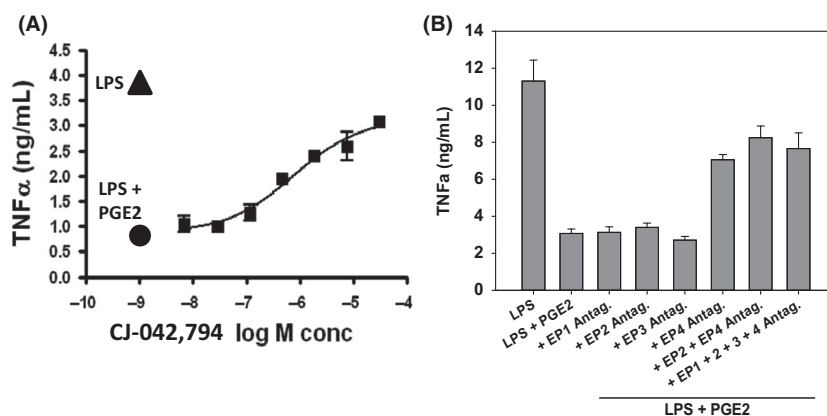 (A)
4.5
4.0
3.5
3.0
2.5
2.0
1.5
1.0
0.5
0.0
TNFα (ng/mL)
LPS
LPS +
PGE2
–10 –9 –8 –7 –6 –5 –4
CJ-042,794 log M conc
(B)
14
12
10
8
6
4
2
0
TNFa (ng/mL)
LPS
LPS + PGE2
+ EP1 Antag.
+ EP2 Antag.
+ EP3 Antag.
+ EP4 Antag.
+ EP2 + EP4 Antag.
+ EP1 + 2 + 3 + 4 Antag.
LPS + PGE2